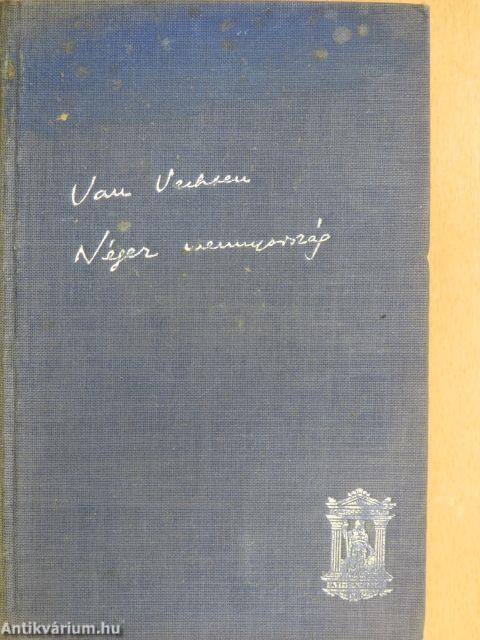 Van Vechten
Néger mennyország
Antikvárium.hu